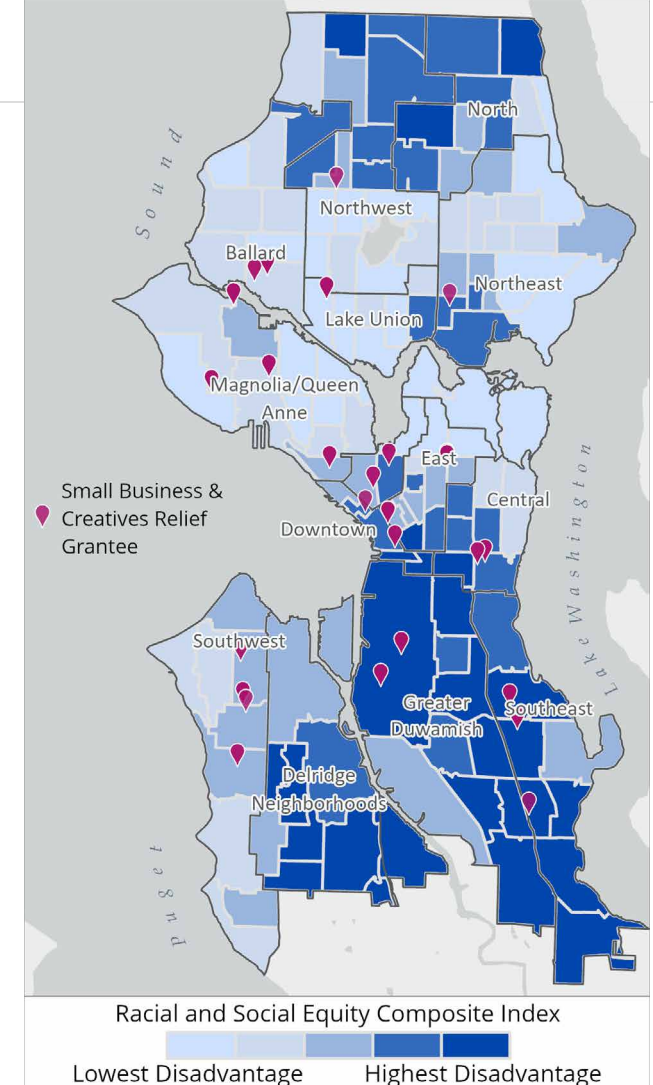 North
Sound
Northwest
Ballard
Northeast
Lake Union
Magnolia/Queen
Anne
East
Small Business &
Creatives Relief
Grantee
Central
Downtown
Lake Washington
Southwest
Greater
Duwamish
Southeast
Delridge
Neighborhoods
Puget
Racial and Social Equity Composite Index
Lowest Disadvantage Highest Disadvantage